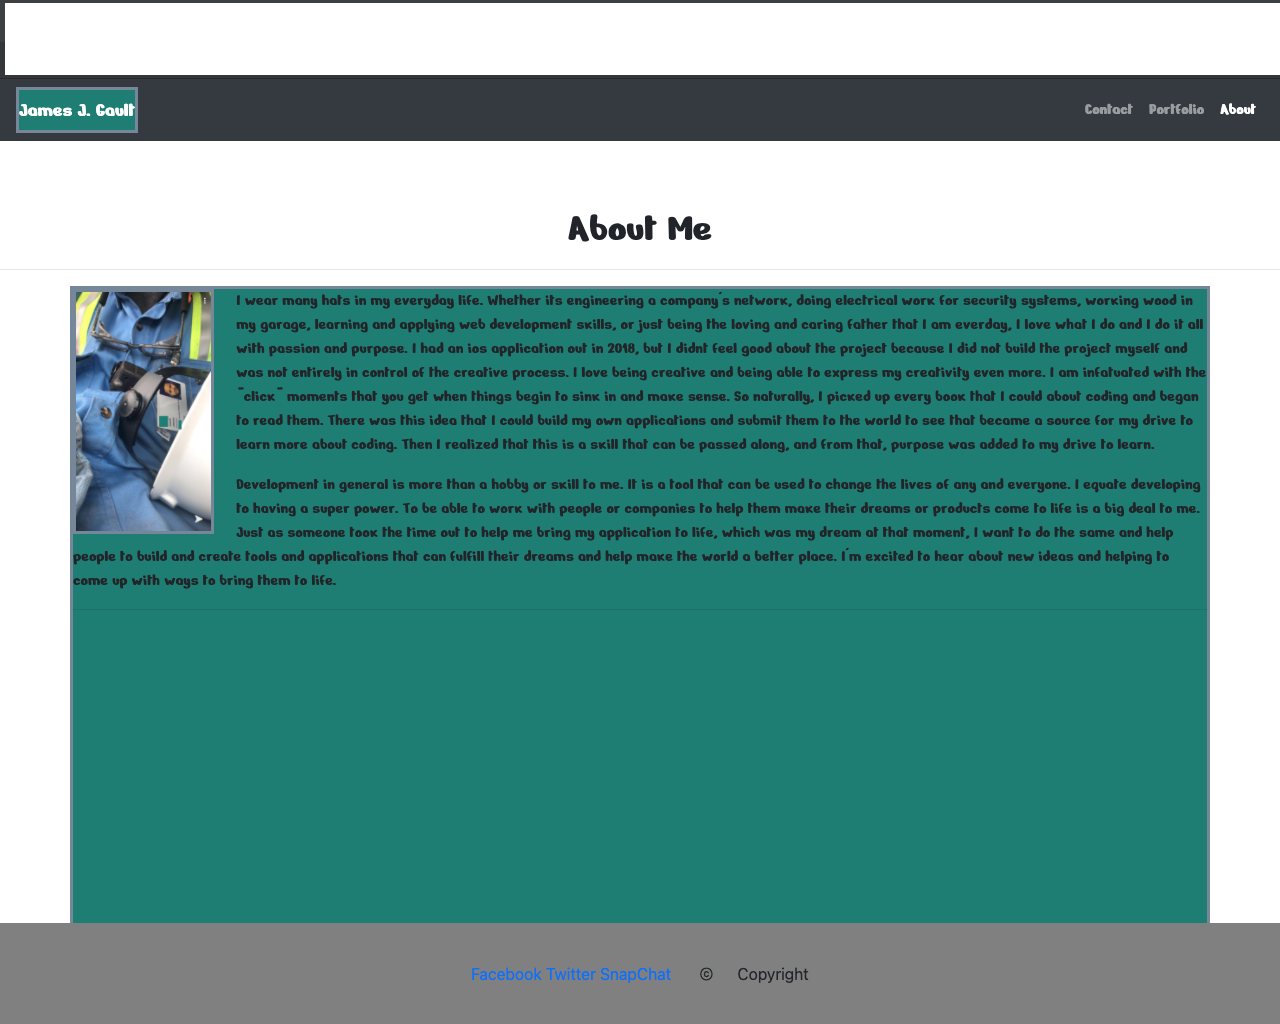 James J. Gault
Contact Portfolio About
About Me
I wear many hats in my everyday life. Whether its engineering a company's network, doing electrical work for security systems, working wood in
my garage, learning and applying web development skills, or just being the loving and caring father that I am everday, I love what I do and I do it all
with passion and purpose. I had an ios application out in 2018, but I didnt feel good about the project because I did not build the project myself and
was not entirely in control of the creative process. I love being creative and being able to express my creativity even more. I am infatuated with the
"click" moments that you get when things begin to sink in and make sense. So naturally, I picked up every book that I could about coding and began
to read them. There was this idea that I could build my own applications and submit them to the world to see that became a source for my drive to
learn more about coding. Then I realized that this is a skill that can be passed along, and from that, purpose was added to my drive to learn.
Development in general is more than a hobby or skill to me. It is a tool that can be used to change the lives of any and everyone. I equate developing
to having a super power. To be able to work with people or companies to help them make their dreams or products come to life is a big deal to me.
Just as someone took the time out to help me bring my application to life, which was my dream at that moment, I want to do the same and help
people to build and create tools and applications that can fulfill their dreams and help make the world a better place. I'm excited to hear about new ideas and helping to
come up with ways to bring them to life.
Facebook Twitter SnapChat © Copyright